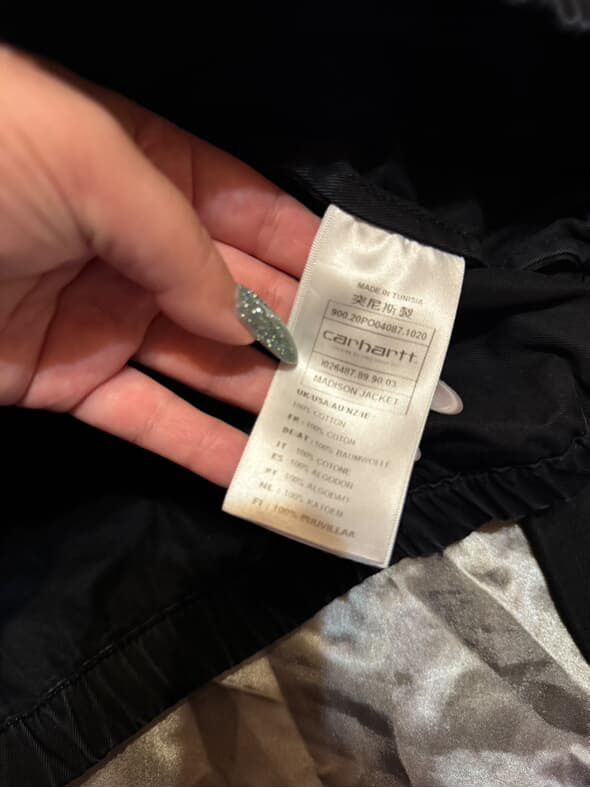 MADE IN TUNISIA
突尼斯製
900.20PO04087.1020
carhartt
I026487.89.90.03
MADISON JACKET
UK-USA/AU NZ/IE -
100% COTTON
FR : 100% COTON
DE/AT : 100% BAUMWOLLE
IT : 100% COTONE
ES : 100% ALGODOR
PT : 100% ALGODAO
NL : 100% KATOEN
FI : 100% PUUVILLAA